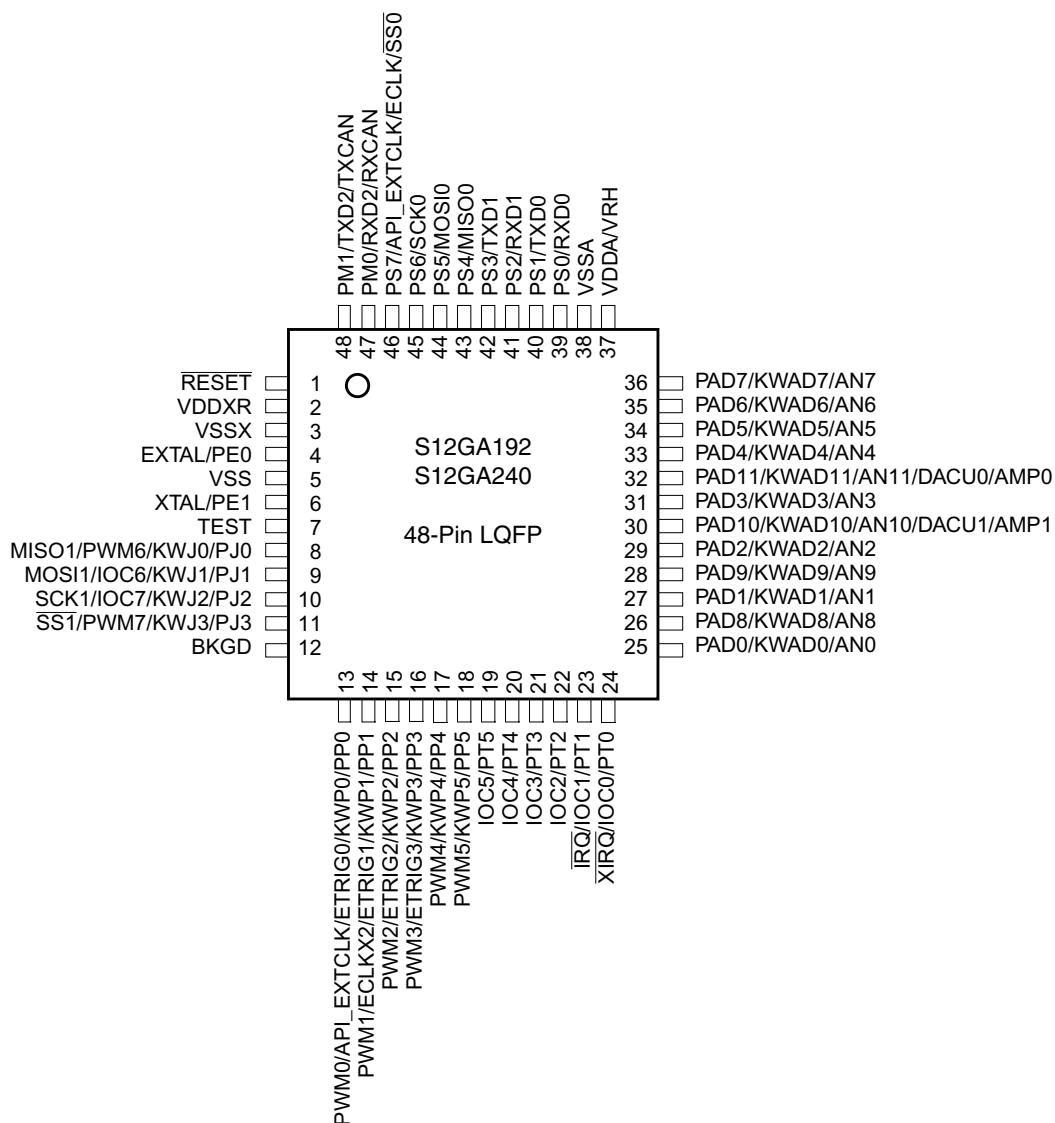 PM1/TXD2/TXCAN
PM0/RXD2/RXCAN
PS7/API_EXTCLK/ECLK/SS0
PS6/SCK0
PS5/MOSI0
PS4/MISO0
PS3/TXD1
PS2/RXD1
PS1/TXD0
PS0/RXD0
VSSA
VDDA/VRH
48
47
46
45
44
43
42
41
40
39
38
37
RESET 1
VDDXR 2
VSSX 3
EXTAL/PE0 4
VSS 5
XTAL/PE1 6
TEST 7
MISO1/PWM6/KWJ0/PJ0 8
MOSI1/IOC6/KWJ1/PJ1 9
SCK1/IOC7/KWJ2/PJ2 10
SS1/PWM7/KWJ3/PJ3 11
BKGD 12
S12GA192
S12GA240
48-Pin LQFP
36 PAD7/KWAD7/AN7
35 PAD6/KWAD6/AN6
34 PAD5/KWAD5/AN5
33 PAD4/KWAD4/AN4
32 PAD11/KWAD11/AN11/DACU0/AMP0
31 PAD3/KWAD3/AN3
30 PAD10/KWAD10/AN10/DACU1/AMP1
29 PAD2/KWAD2/AN2
28 PAD9/KWAD9/AN9
27 PAD1/KWAD1/AN1
26 PAD8/KWAD8/AN8
25 PAD0/KWAD0/AN0
13
14
15
16
17
18
19
20
21
22
23
24
PWM0/API_EXTCLK/ETRIG0/KWP0/PP0
PWM1/ECLKX2/ETRIG1/KWP1/PP1
PWM2/ETRIG2/KWP2/PP2
PWM3/ETRIG3/KWP3/PP3
PWM4/KWP4/PP4
PWM5/KWP5/PP5
IOC5/PT5
IOC4/PT4
IOC3/PT3
IOC2/PT2
IRQ/IOC1/PT1
XIRQ/IOC0/PT0